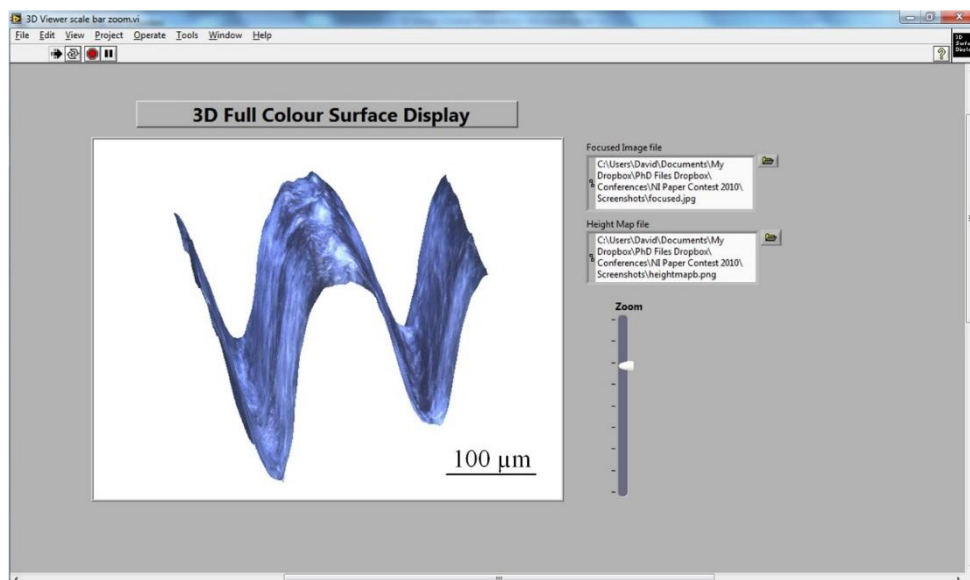 3D Viewer scale bar zoom.vi
File Edit View Project Operate Tools Window Help
3D
3D Full Colour Surface Display
Focused Image file
C:\Users\David\Documents\My
Dropbox\PhD Files Dropbox\
Conferences\NI Paper Contest 2010\
Screenshots\focused.jpg
Height Map file
C:\Users\David\Documents\My
Dropbox\PhD Files Dropbox\
Conferences\NI Paper Contest 2010\
Screenshots\heightmapb.png
Zoom
100 µm